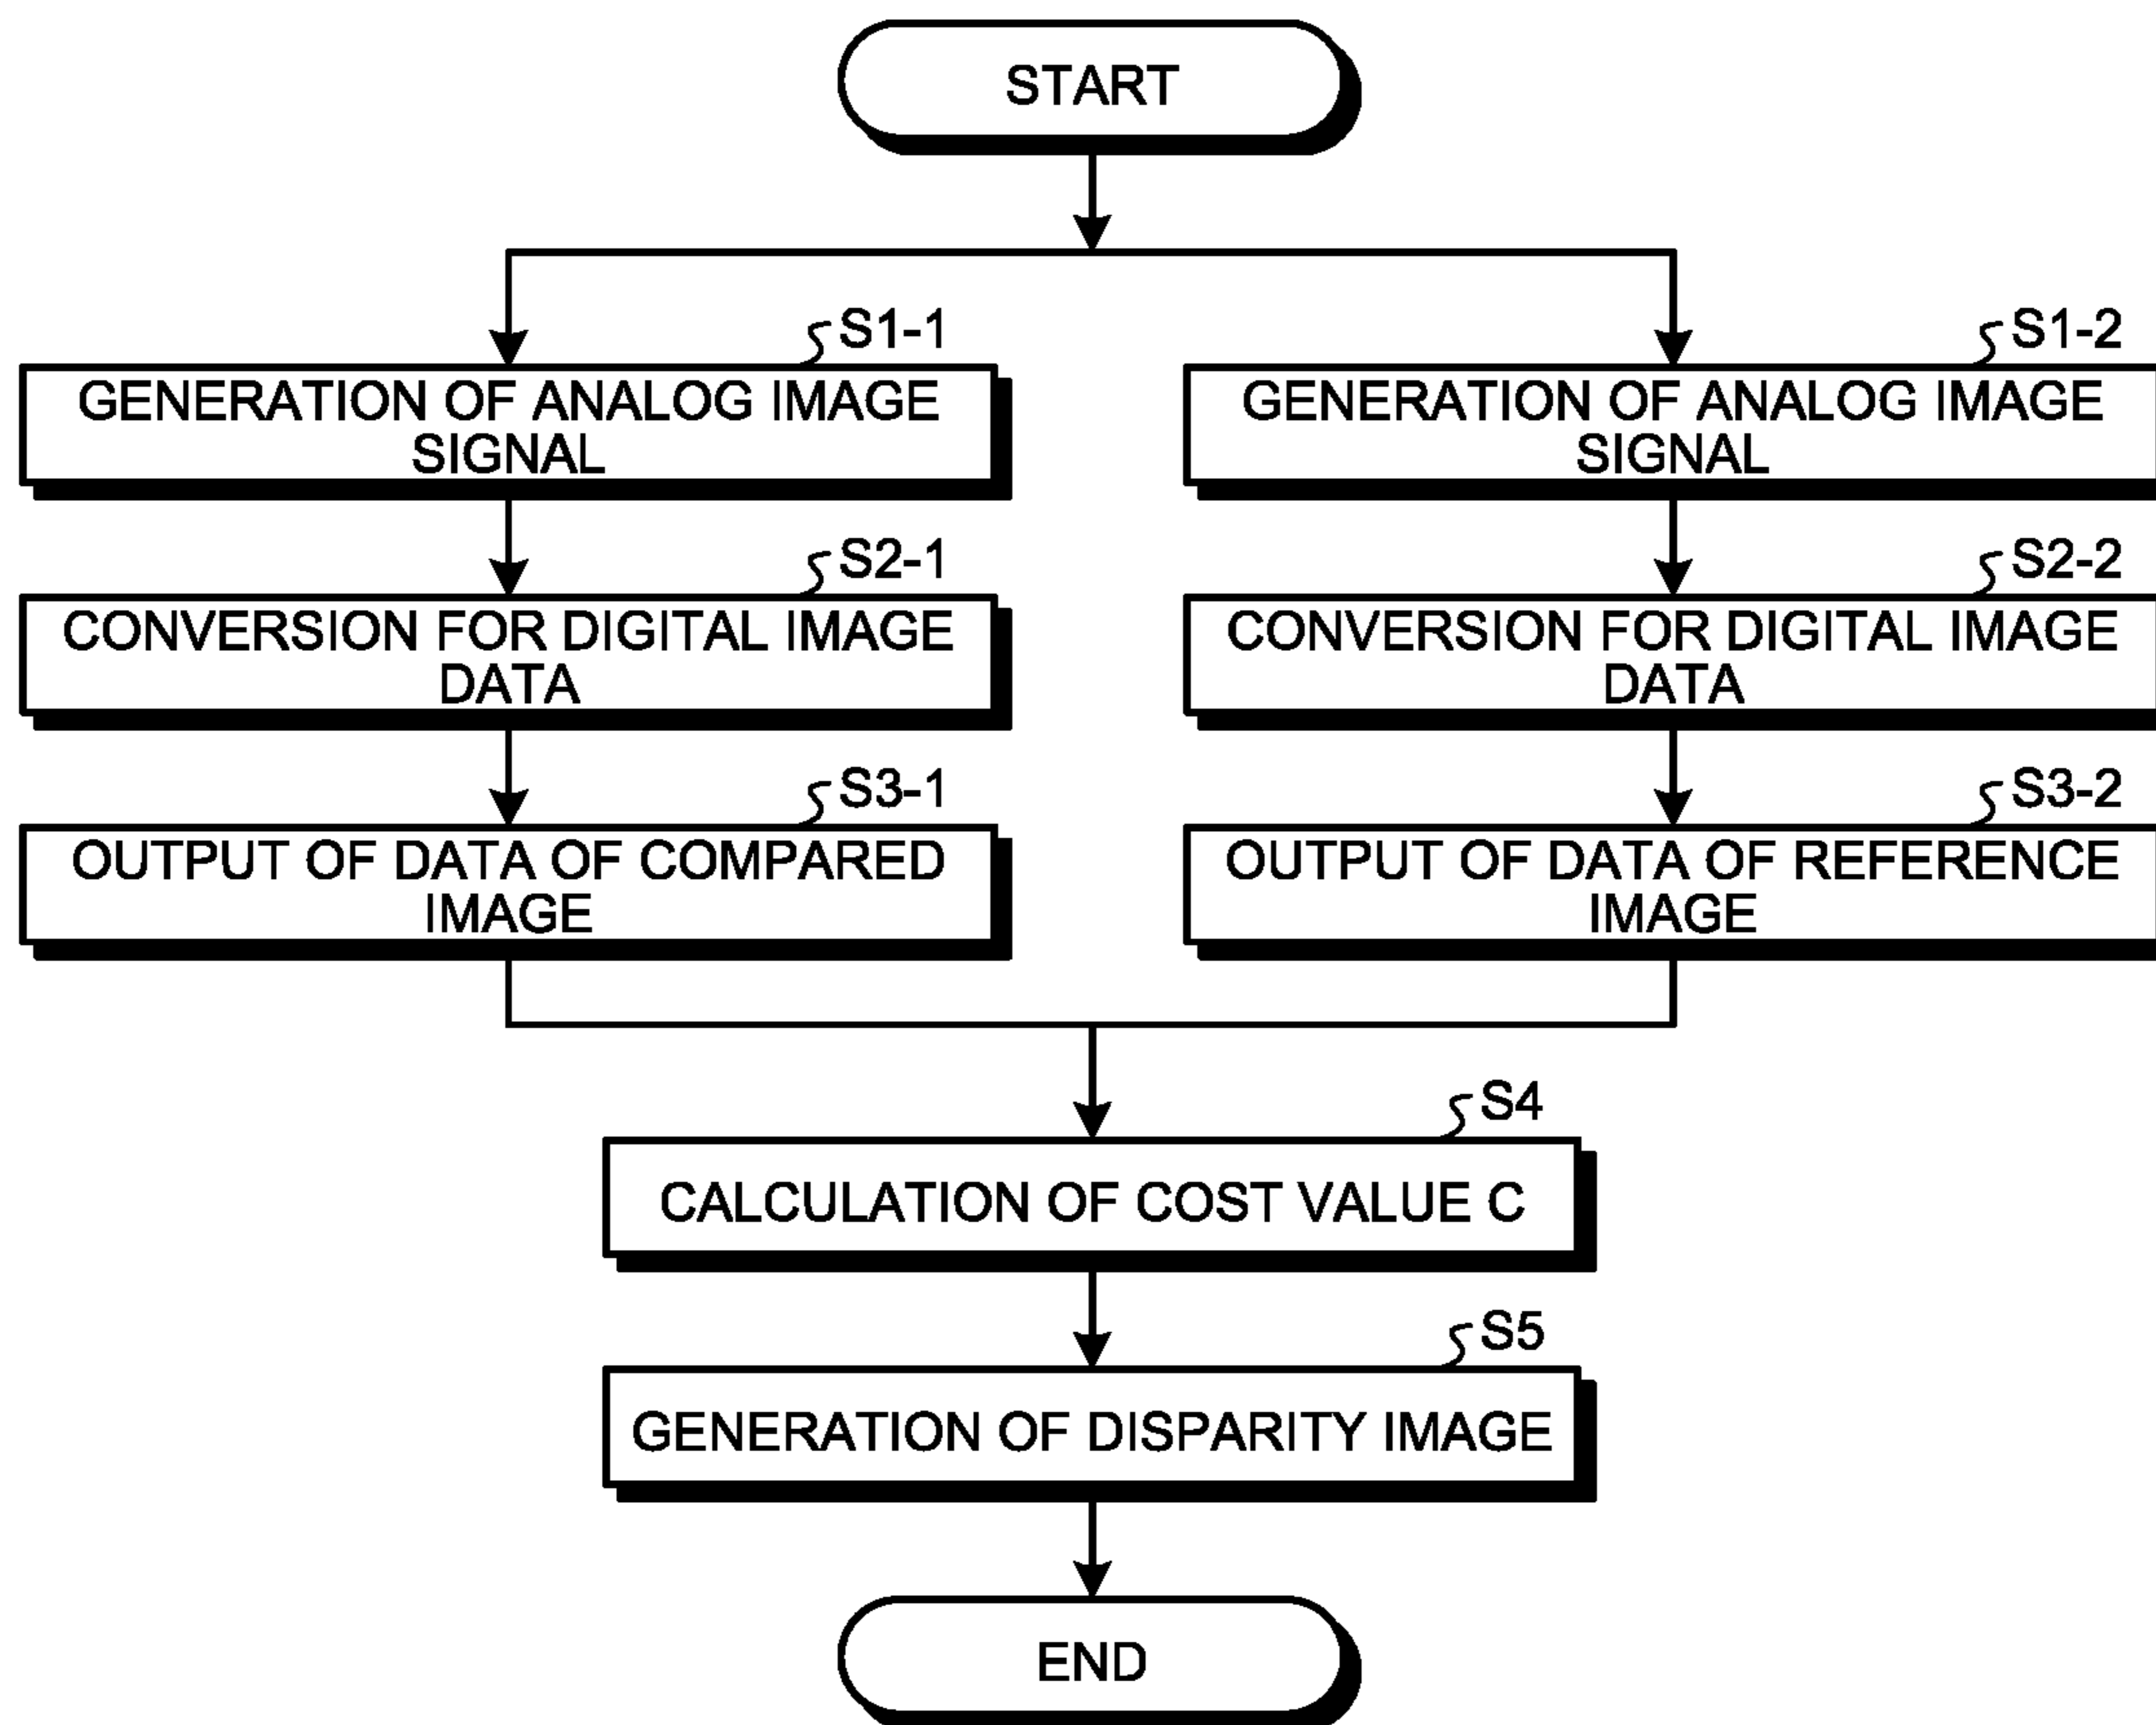 START
S1-1
GENERATION OF ANALOG IMAGE
SIGNAL
S1-2
GENERATION OF ANALOG IMAGE
SIGNAL
S2-1
CONVERSION FOR DIGITAL IMAGE
DATA
S2-2
CONVERSION FOR DIGITAL IMAGE
DATA
S3-1
OUTPUT OF DATA OF COMPARED
IMAGE
S3-2
OUTPUT OF DATA OF REFERENCE
IMAGE
S4
CALCULATION OF COST VALUE C
S5
GENERATION OF DISPARITY IMAGE
END